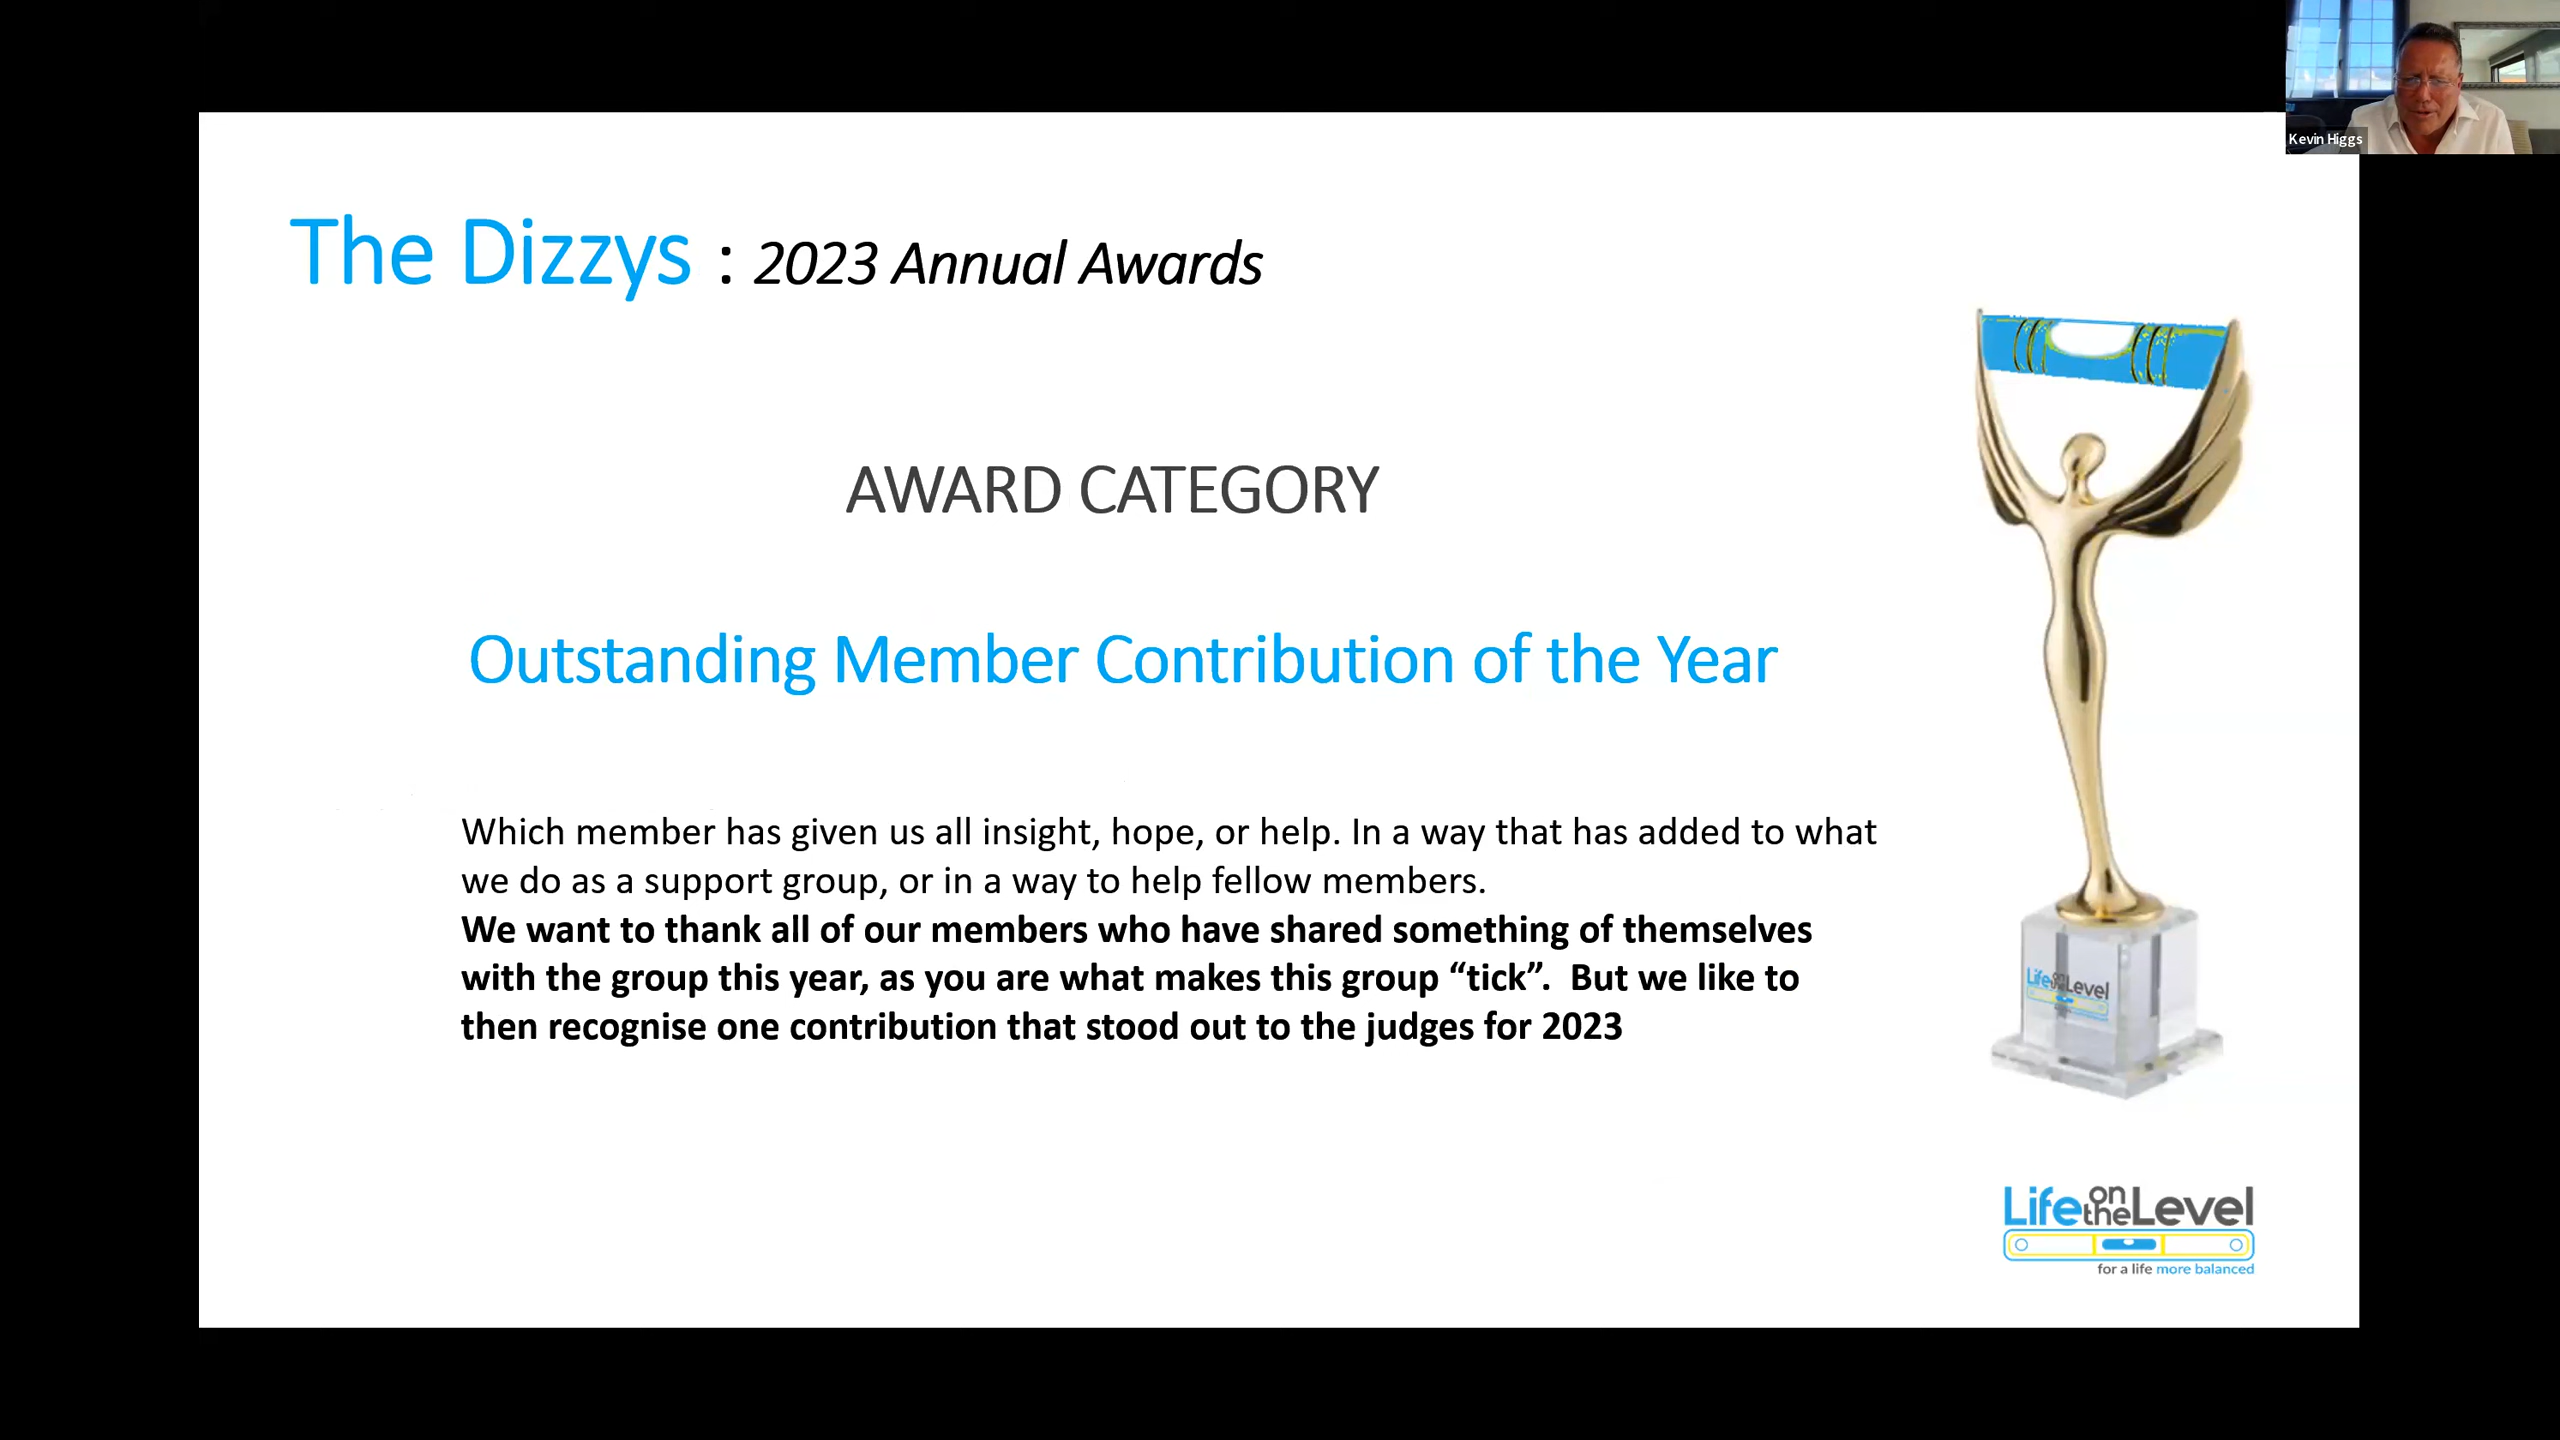 Kevin Higgs
The Dizzys : 2023 Annual Awards
AWARD CATEGORY
Outstanding Member Contribution of the Year
Which member has given us all insight, hope, or help. In a way that has added to what
we do as a support group, or in a way to help fellow members.
We want to thank all of our members who have shared something of themselves
with the group this year, as you are what makes this group “tick”.  But we like to
then recognise one contribution that stood out to the judges for 2023
Life on the Level
Life on the Level
for a life more balanced